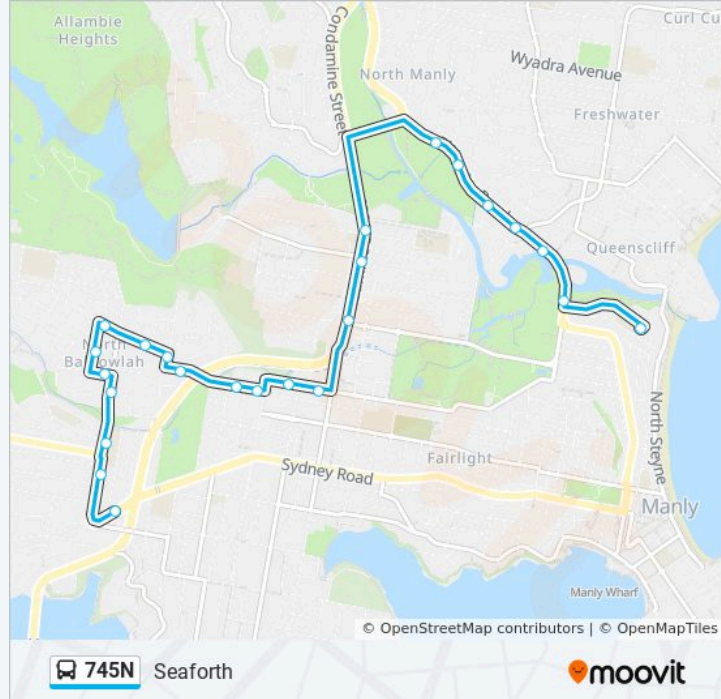 Allambie
Heights
Curl Cu
North Manly
Condamine Street
Wyadra Avenue
Freshwater
Queenscliff
North
Sydney Road
Fairlight
North Steyne
Manly
Manly Wharf
© OpenStreetMap contributors | © OpenMapTiles
745N Seaforth
moovit